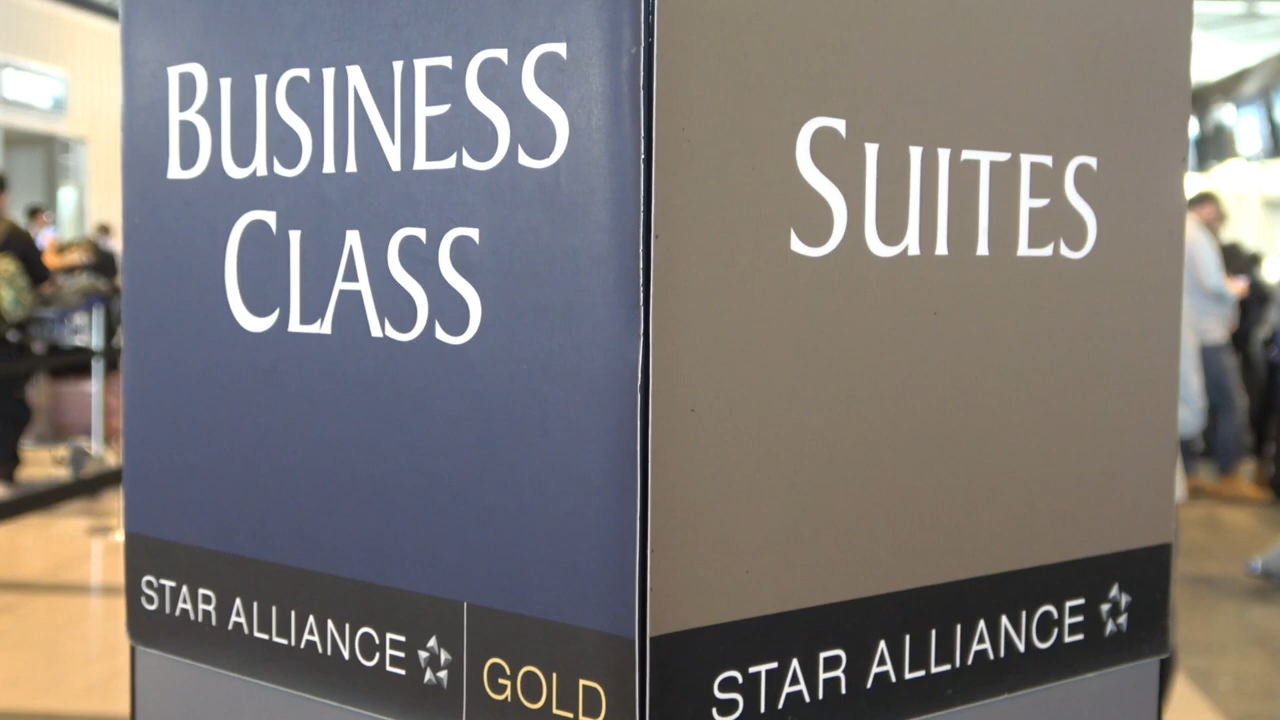 BUSINESS
CLASS
STAR ALLIANCE
GOLD
SUITES
STAR ALLIANCE